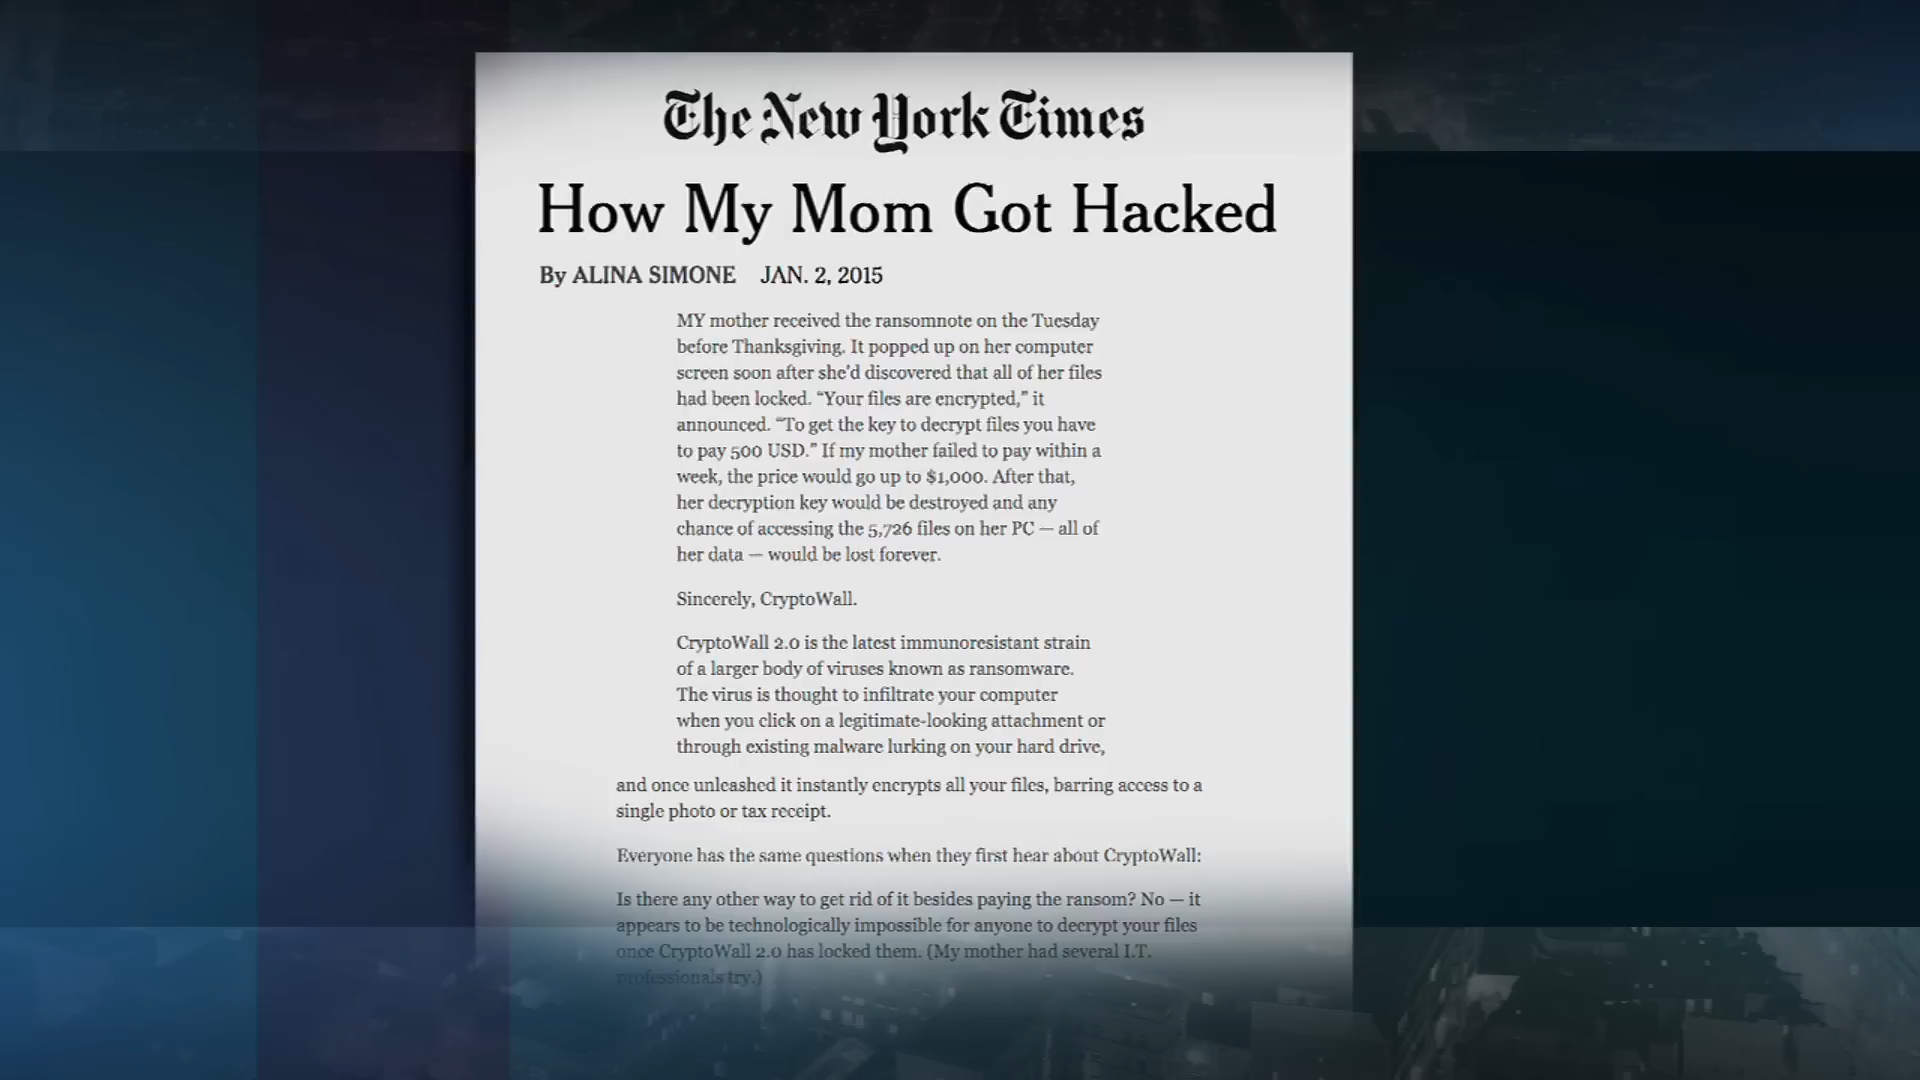 The New York Times
How My Mom Got Hacked
By ALINA SIMONE JAN. 2, 2015
MY mother received the ransomnote on the Tuesday
before Thanksgiving. It popped up on her computer
screen soon after she'd discovered that all of her files
had been locked. “Your files are encrypted,” it
announced. “To get the key to decrypt files you have
to pay 500 USD.” If my mother failed to pay within a
week, the price would go up to $1,000. After that,
her decryption key would be destroyed and any
chance of accessing the 5,726 files on her PC — all of
her data — would be lost forever.
Sincerely, CryptoWall.
CryptoWall 2.0 is the latest immunoresistant strain
of a larger body of viruses known as ransomware.
The virus is thought to infiltrate your computer
when you click on a legitimate-looking attachment or
through existing malware lurking on your hard drive,
and once unleashed it instantly encrypts all your files, barring access to a
single photo or tax receipt.
Everyone has the same questions when they first hear about CryptoWall:
Is there any other way to get rid of it besides paying the ransom? No — it
appears to be technologically impossible for anyone to decrypt your files
once CryptoWall 2.0 has locked them. (My mother had several I.T.
professionals try.)